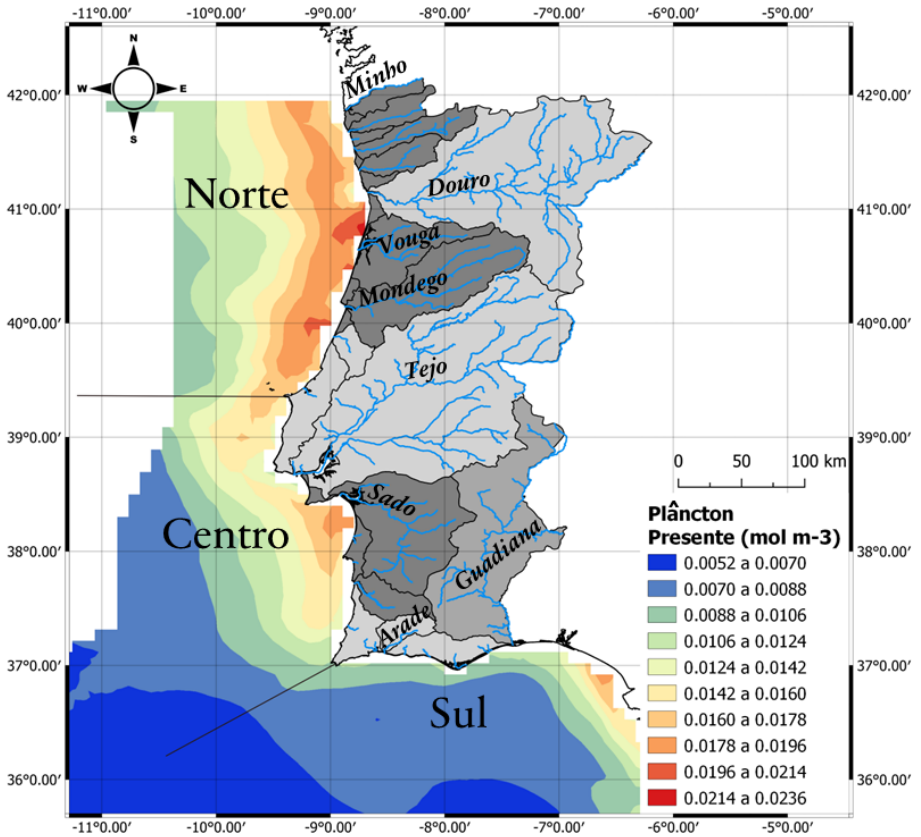 -11°0.00′ -10°0.00′ -9°0.00′ -8°0.00′ -7°0.00′ -6°0.00′ -5°0.00′
N
W E
S
Minho
42°0.00′ 42°0.00′
Norte
Douro
41°0.00′ 41°0.00′
Vouga
Mondego
40°0.00′ 40°0.00′
Tejo
39°0.00′ 39°0.00′
0 50 100 km
Sado
Centro
38°0.00′ 38°0.00′
Guadiana
Arade
37°0.00′ 37°0.00′
Sul
36°0.00′ 36°0.00′
Plâncton
Presente (mol m-3)
0.0052 a 0.0070
0.0070 a 0.0088
0.0088 a 0.0106
0.0106 a 0.0124
0.0124 a 0.0142
0.0142 a 0.0160
0.0160 a 0.0178
0.0178 a 0.0196
0.0196 a 0.0214
0.0214 a 0.0236
-11°0.00′ -10°0.00′ -9°0.00′ -8°0.00′ -7°0.00′ -6°0.00′ -5°0.00′